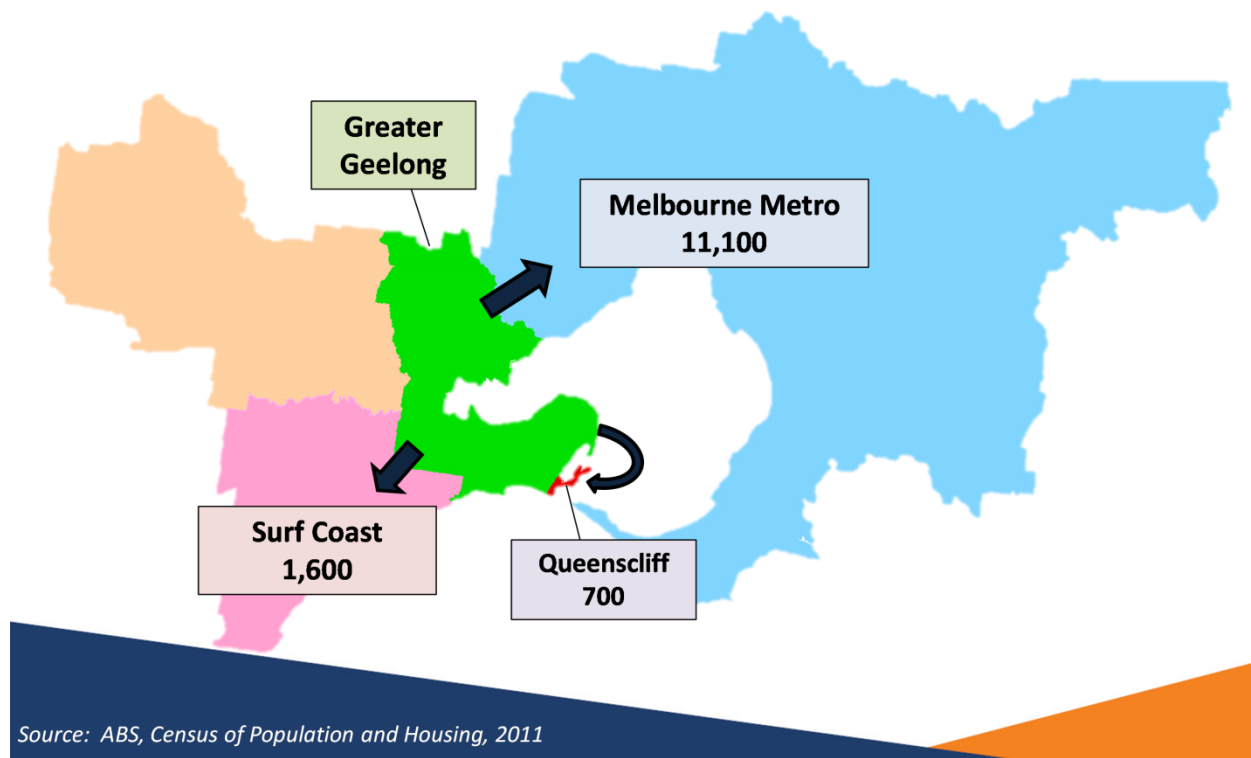 Greater
Geelong
Melbourne Metro
11,100
Surf Coast
1,600
Queenscliff
700
Source:  ABS, Census of Population and Housing, 2011